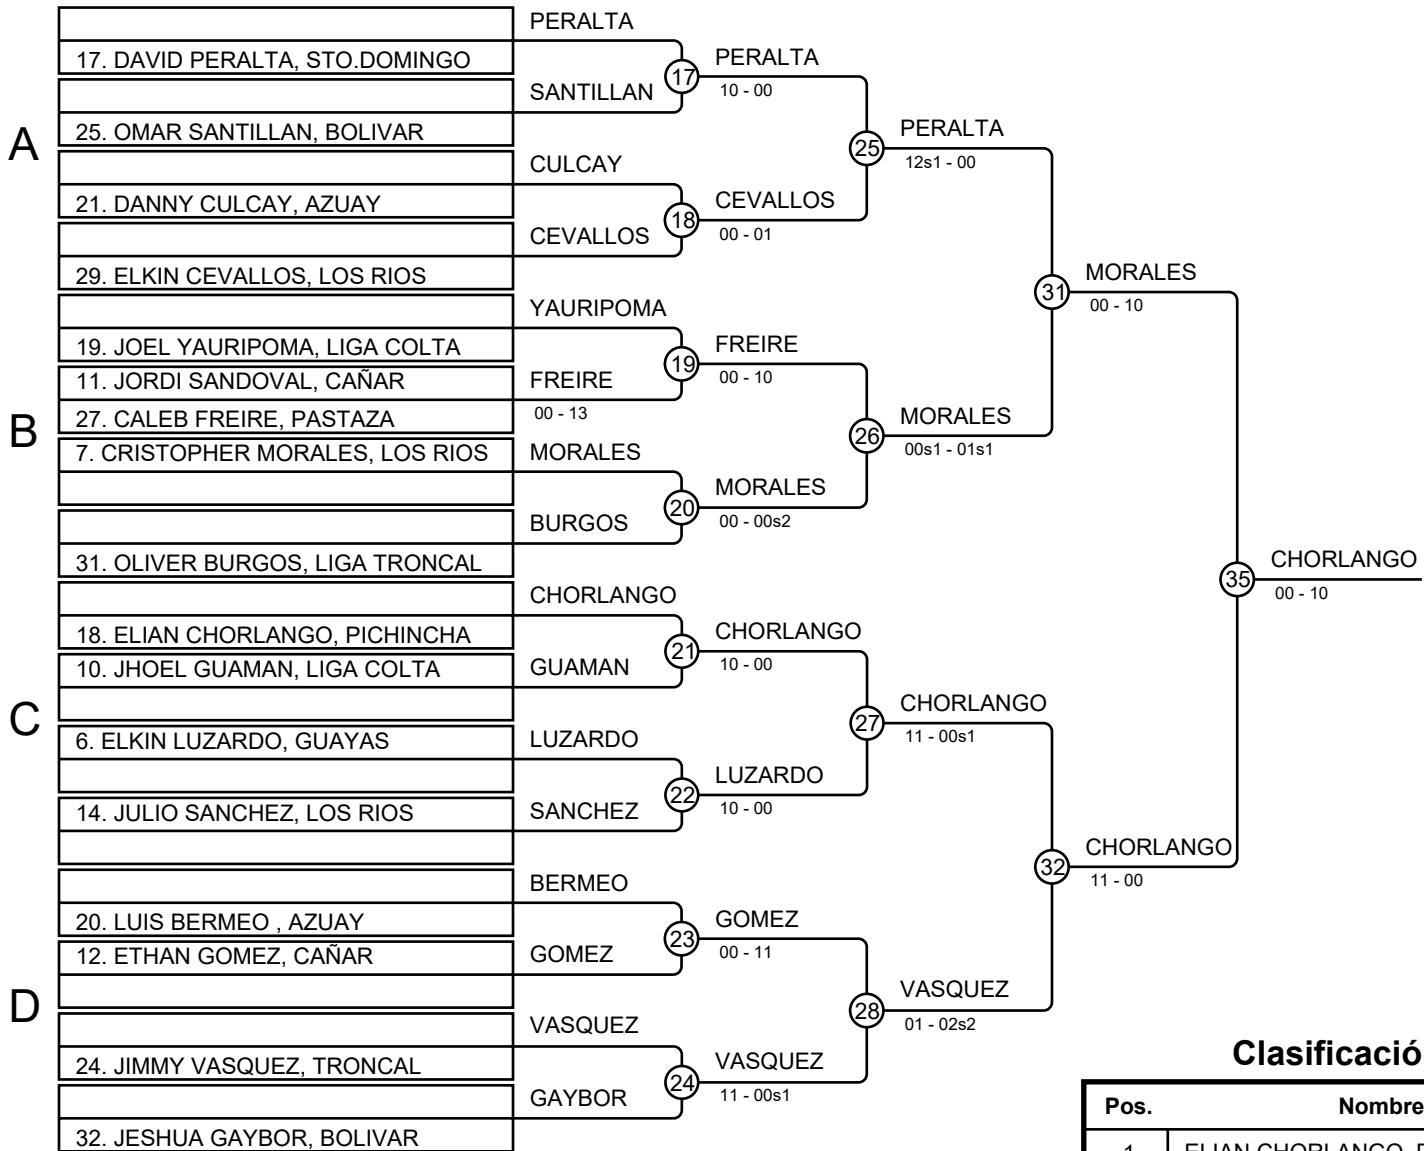 A
17. DAVID PERALTA, STO.DOMINGO
25. OMAR SANTILLAN, BOLIVAR
21. DANNY CULCAY, AZUAY
29. ELKIN CEVALLOS, LOS RIOS
B
19. JOEL YAURIPOMA, LIGA COLTA
11. JORDI SANDOVAL, CAÑAR
27. CALEB FREIRE, PASTAZA
7. CRISTOPHER MORALES, LOS RIOS
31. OLIVER BURGOS, LIGA TRONCAL
C
18. ELIAN CHORLANGO, PICHINCHA
10. JHOEL GUAMAN, LIGA COLTA
6. ELKIN LUZARDO, GUAYAS
14. JULIO SANCHEZ, LOS RIOS
D
20. LUIS BERMEO , AZUAY
12. ETHAN GOMEZ, CAÑAR
24. JIMMY VASQUEZ, TRONCAL
32. JESHUA GAYBOR, BOLIVAR
PERALTA
SANTILLAN
CULCAY
CEVALLOS
YAURIPOMA
FREIRE
00 - 13
MORALES
BURGOS
CHORLANGO
GUAMAN
LUZARDO
SANCHEZ
BERMEO
GOMEZ
VASQUEZ
GAYBOR
17
PERALTA
10 - 00
18
CEVALLOS
00 - 01
19
FREIRE
00 - 10
20
MORALES
00 - 00s2
21
CHORLANGO
10 - 00
22
LUZARDO
10 - 00
23
GOMEZ
00 - 11
24
VASQUEZ
11 - 00s1
25
PERALTA
12s1 - 00
26
MORALES
00s1 - 01s1
27
CHORLANGO
11 - 00s1
28
VASQUEZ
01 - 02s2
31
MORALES
00 - 10
32
CHORLANGO
11 - 00
35
CHORLANGO
00 - 10
Clasificació
Pos. Nombre